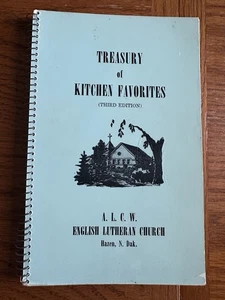 TREASURY
of
KITCHEN FAVORITES
(THIRD EDITION)
A. L. C. W.
ENGLISH LUTHERAN CHURCH
Hazen, N. Dak.